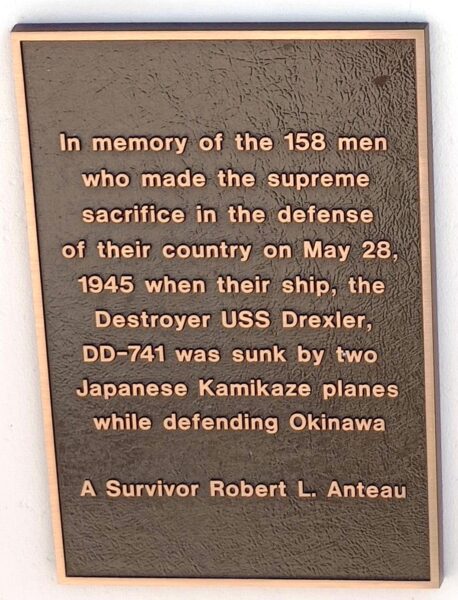 In memory of the 158 men
who made the supreme
sacrifice in the defense
of their country on May 28,
1945 when their ship, the
Destroyer USS Drexler,
DD-741 was sunk by two
Japanese Kamikaze planes
while defending Okinawa
A Survivor Robert L. Anteau